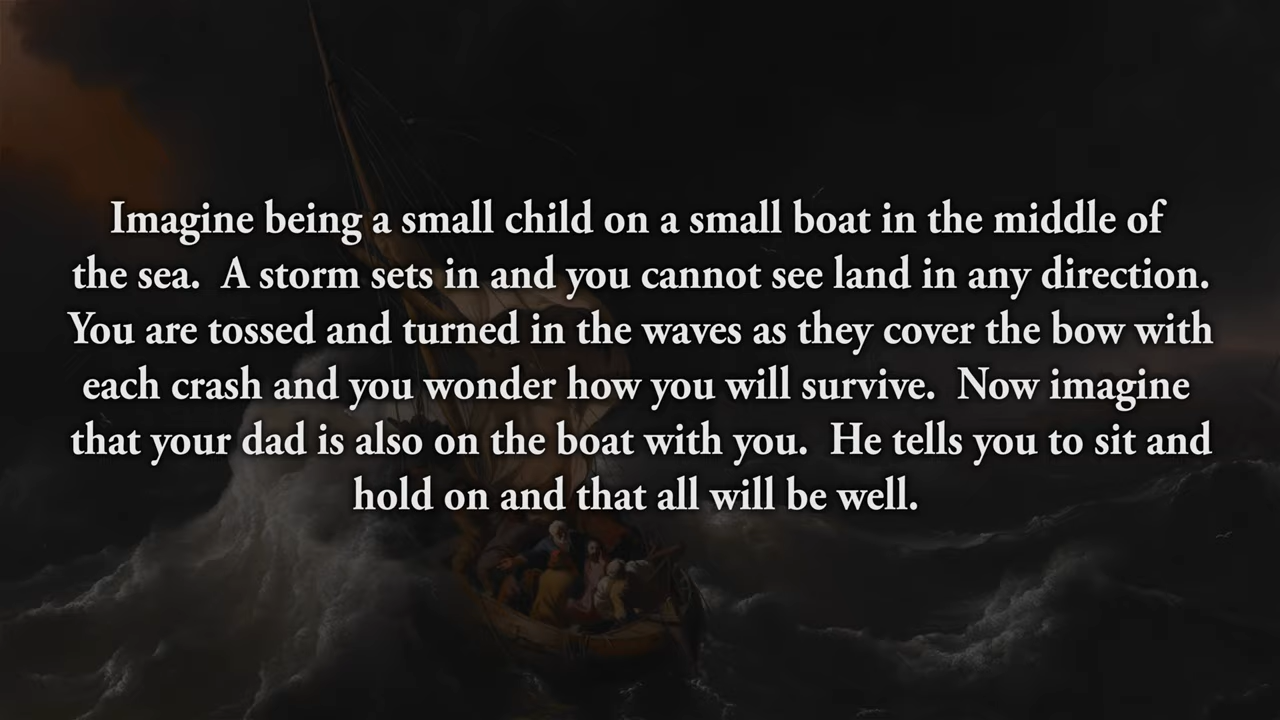 Imagine being a small child on a small boat in the middle of
the sea.  A storm sets in and you cannot see land in any direction.
You are tossed and turned in the waves as they cover the bow with
each crash and you wonder how you will survive.  Now imagine
that your dad is also on the boat with you.  He tells you to sit and
hold on and that all will be well.